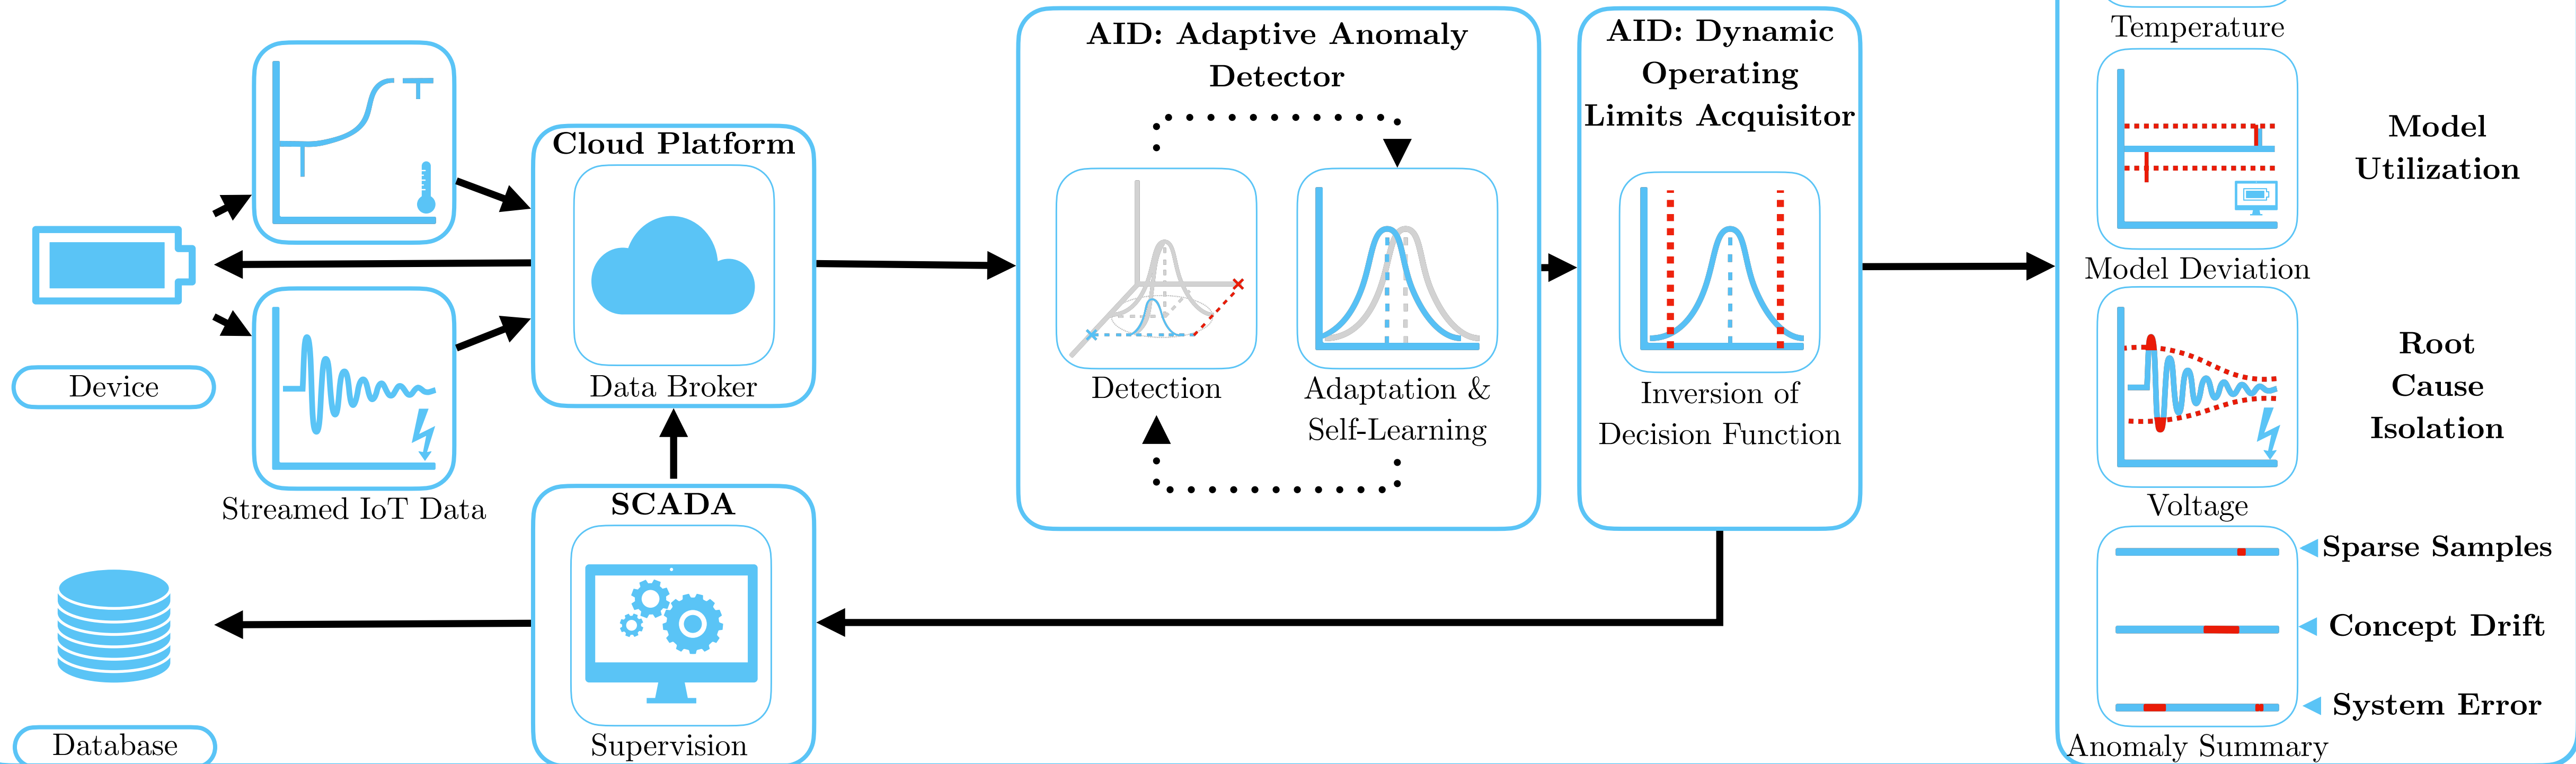 Device
Streamed IoT Data
Database
Cloud Platform
Data Broker
SCADA
Supervision
AID: Adaptive Anomaly
Detector
Detection
Adaptation &
Self-Learning
AID: Dynamic
Operating
Limits Acquisitor
Inversion of
Decision Function
Temperature
Model Deviation
Model
Utilization
Voltage
Root
Cause
Isolation
Sparse Samples
Concept Drift
System Error
Anomaly Summary